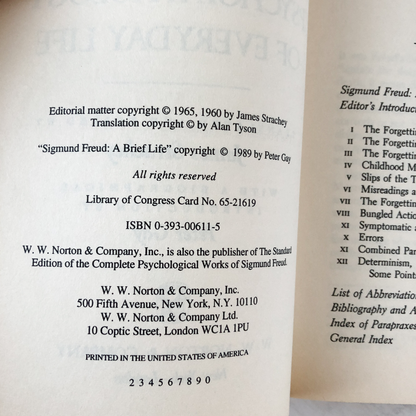 Editorial matter copyright © 1965, 1960 by James Strachey
Translation copyright © by Alan Tyson
"Sigmund Freud: A Brief Life" copyright © 1989 by Peter Gay
All rights reserved
Library of Congress Card No. 65-21619
ISBN 0-393-00611-5
W. W. Norton & Company, Inc., is also the publisher of The Standard
Edition of the Complete Psychological Works of Sigmund Freud.
W. W. Norton & Company, Inc.
500 Fifth Avenue, New York, N.Y. 10110
W. W. Norton & Company Ltd.
10 Coptic Street, London WC1A 1PU
PRINTED IN THE UNITED STATES OF AMERICA
2 3 4 5 6 7 8 9 0
Sigmund Freud:
Editor's Introduc
I The Forgettin
II The Forgettin
III The Forgettin
IV Childhood M
V Slips of the T
VI Misreadings a
VII The Forgettin
VIII Bungled Action
IX Symptomatic a
X Errors
XI Combined Par
XII Determinism,
Some Points
List of Abbreviation
Bibliography and A
Index of Parapraxes
General Index